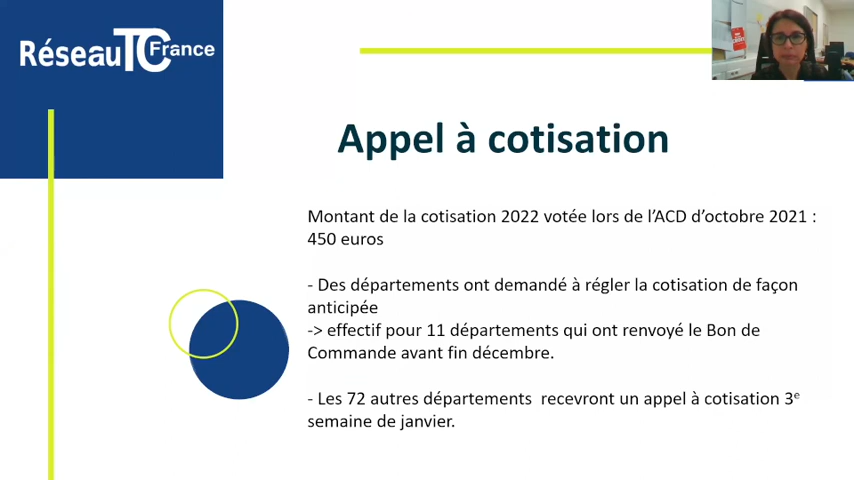 Réseau TC France
Appel à cotisation
Montant de la cotisation 2022 votée lors de l’ACD d’octobre 2021 :
450 euros
- Des départements ont demandé à régler la cotisation de façon
anticipée
-> effectif pour 11 départements qui ont renvoyé le Bon de
Commande avant fin décembre.
- Les 72 autres départements  recevront un appel à cotisation 3e
semaine de janvier.